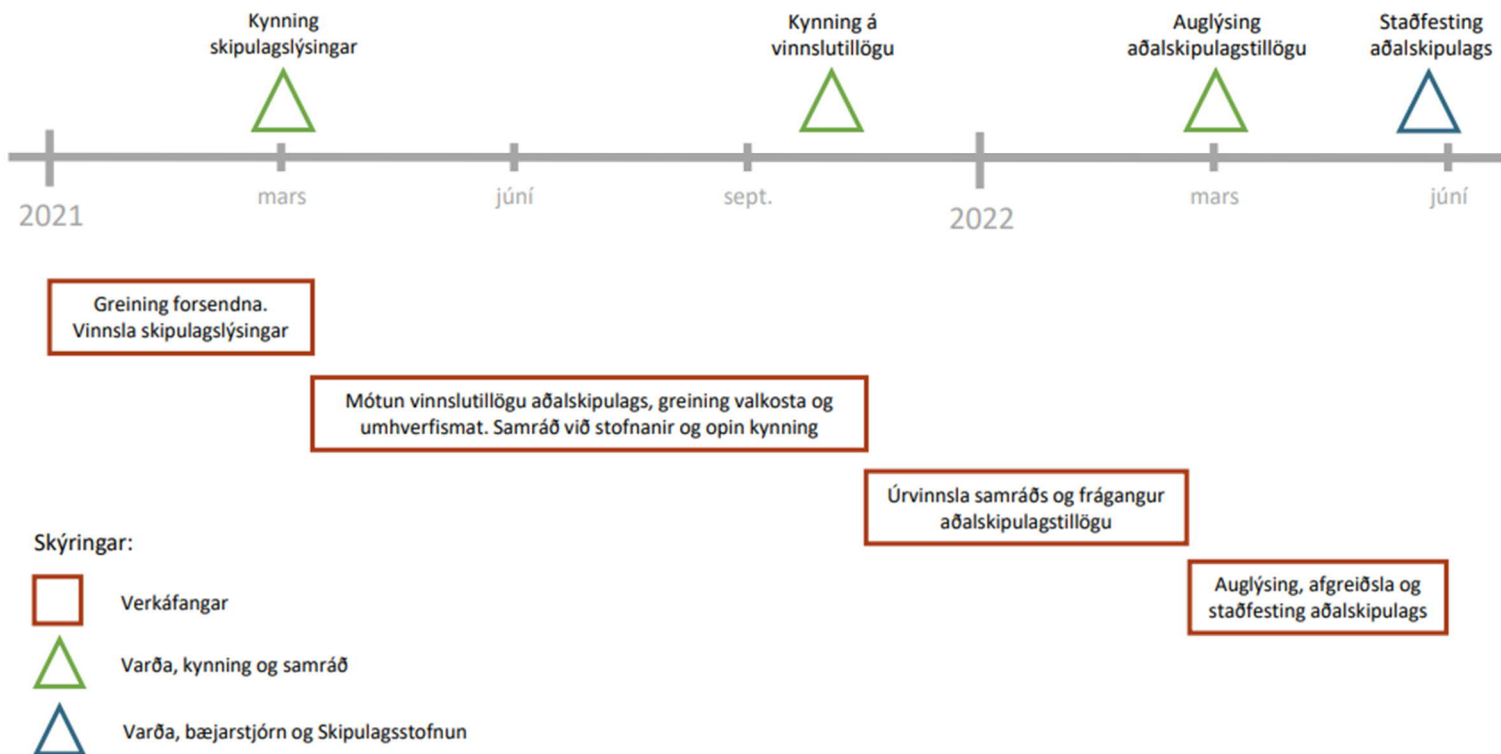 Kynning
skipulagslýsingar
Kynning á
vinnslutillögu
Auglýsing
aðalskipulagstillögu
Staðfesting
aðalskipulags
mars
júní
sept.
mars
júní
2021
2022
Greining forsendna.
Vinnsla skipulagslýsingar
Mótun vinnslutillögu aðalskipulags, greining valkosta og
umhverfismat. Samráð við stofnanir og opin kynning
Úrvinnsla samráðs og frágangur
aðalskipulagstillögu
Auglýsing, afgreiðsla og
staðfesting aðalskipulags
Skýringar:
Verkáfangar
Varða, kynning og samráð
Varða, bæjarstjórn og Skipulagsstofnun